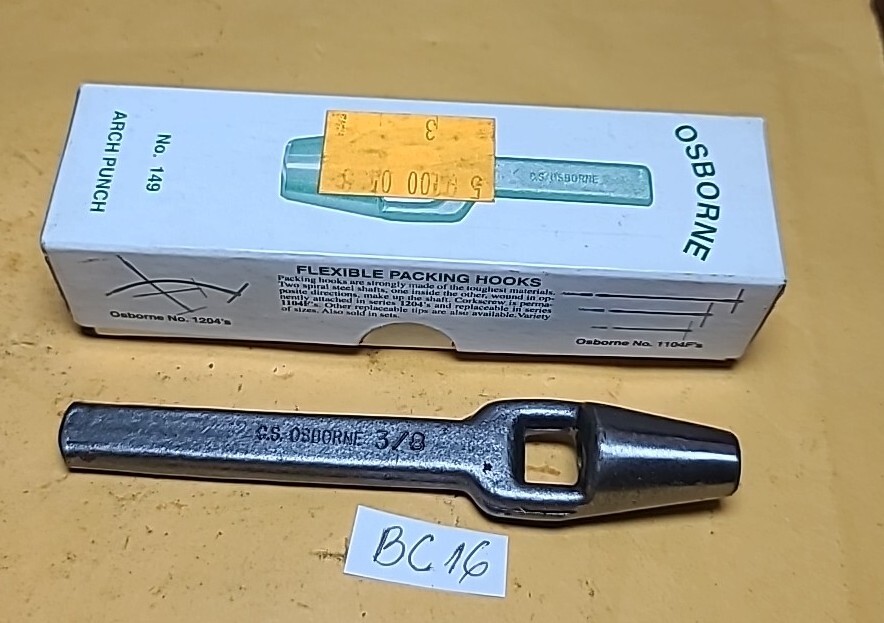 OSBORNE
No. 149
ARCH PUNCH
3
C.S. OSBORNE
FLEXIBLE PACKING HOOKS
Packing hooks are strongly made of the toughest materials.
Two spiral steel shafts, one inside the other, wound in op-
posite directions, make up the shaft. Corkscrew is perma-
nently attached in series 1204's and replaceable in series
1104F's. Other replaceable tips are also available. Variety
of sizes. Also sold in sets.
Osborne No. 1204's
Osborne No. 1104F's
C.S. OSBORNE 3/8
BC16